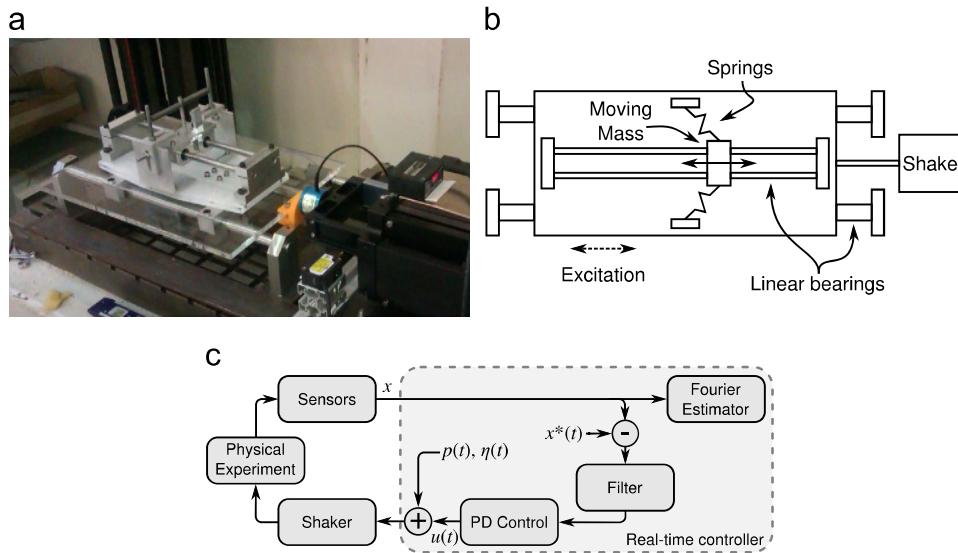 a
b
Springs
Moving
Mass
Shake
Excitation
Linear bearings
c
Sensors
x
Fourier
Estimator
x*(t)
-
Physical
Experiment
p(t), η(t)
Filter
Shaker
+
u(t)
PD Control
Real-time controller